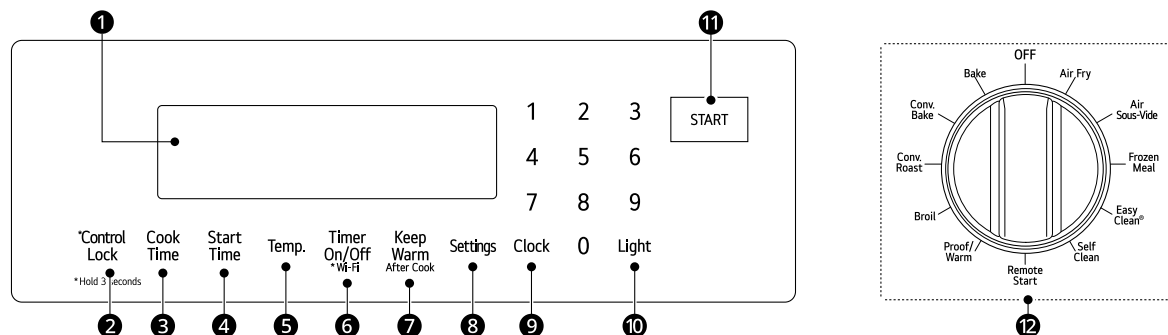 1
11
1 2 3
START
4 5 6
7 8 9
0
*Control
Lock
*Hold 3 seconds
Cook
Time
Start
Time
Temp.
Timer
On/Off
*Wi-Fi
Keep
Warm
After Cook
Settings
Clock
Light
2
3
4
5
6
7
8
9
10
OFF
Air Fry
Air
Sous-Vide
Frozen
Meal
Easy
Clean®
Self
Clean
Remote
Start
Proof/
Warm
Broil
Conv.
Roast
Conv.
Bake
Bake
12